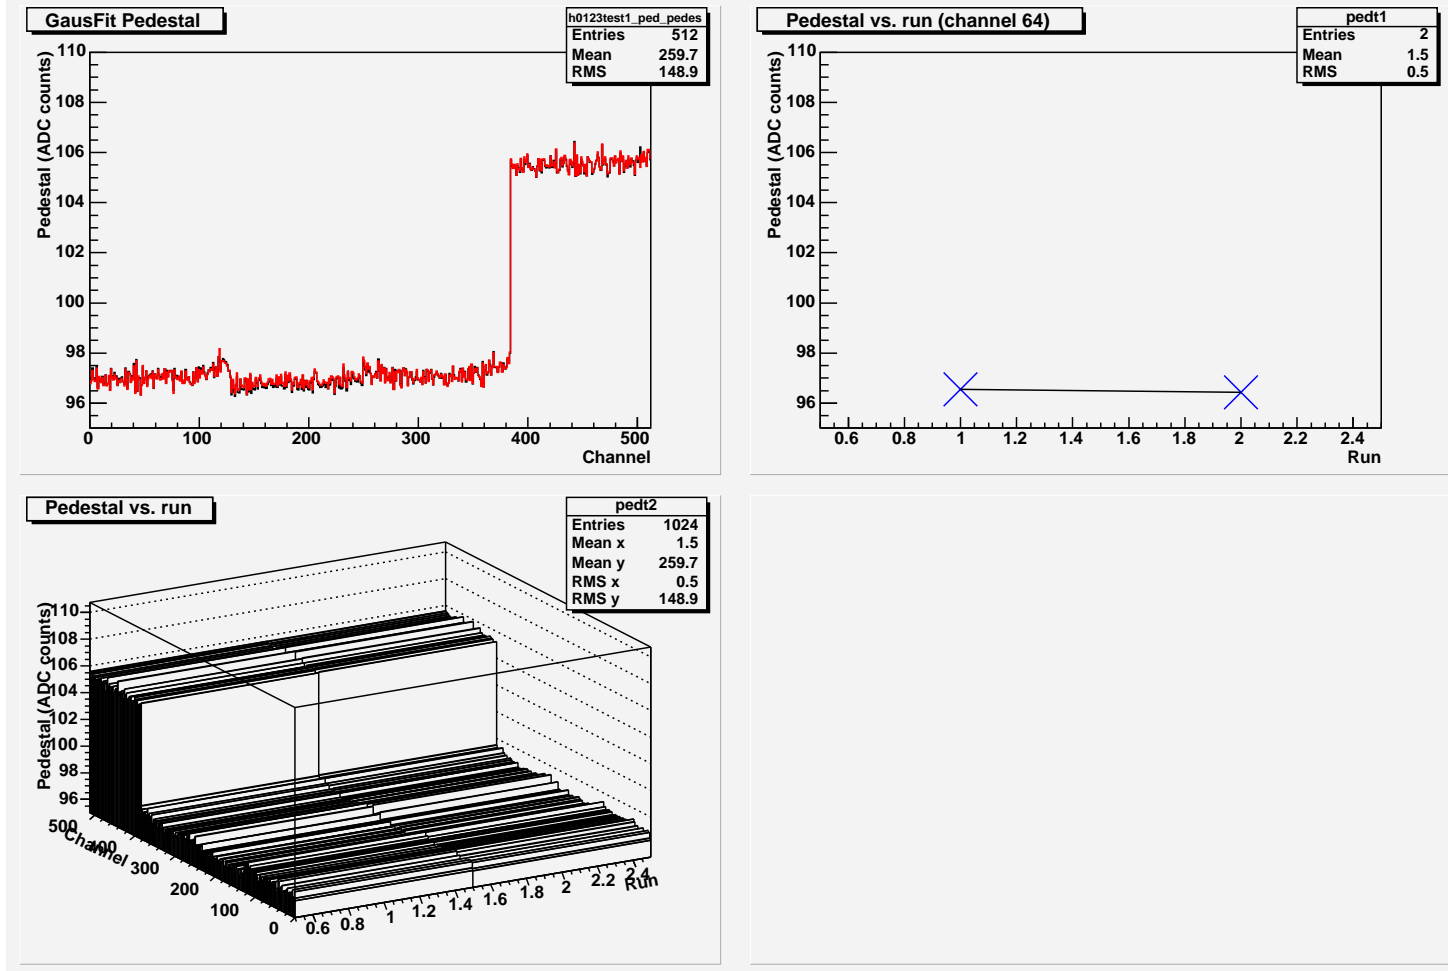 GausFit Pedestal
h0123test1_ped_pedes
Entries 512
Mean 259.7
RMS 148.9
Pedestal (ADC counts)
110
108
106
104
102
100
98
96
0 100 200 300 400 500
Channel
Pedestal vs. run (channel 64)
pedt1
Entries 2
Mean 1.5
RMS 0.5
Pedestal (ADC counts)
110
108
106
104
102
100
98
96
0.6 0.8 1 1.2 1.4 1.6 1.8 2 2.2 2.4
Run
Pedestal vs. run
pedt2
Entries 1024
Mean x 1.5
Mean y 259.7
RMS x 0.5
RMS y 148.9
Pedestal (ADC counts)
110
108
106
104
102
100
98
96
500 400 300 200 100 0
Channel
0.6 0.8 1 1.2 1.4 1.6 1.8 2 2.2 2.4
Run